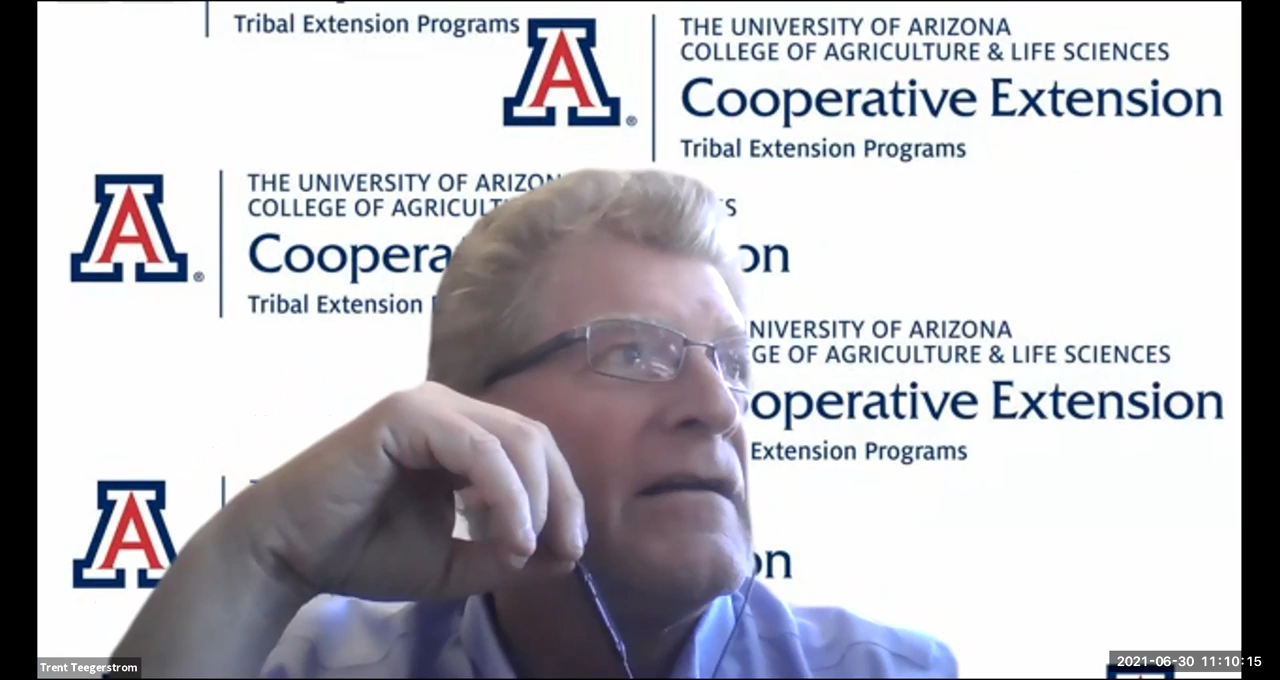 Tribal Extension Programs
A
®
THE UNIVERSITY OF ARIZONA
COLLEGE OF AGRICULTURE & LIFE SCIENCES
Cooperative Extension
Tribal Extension Programs
A
®
THE UNIVERSITY OF ARIZON
COLLEGE OF AGRICULT S
Coopera on
Tribal Extension
NIVERSITY OF ARIZONA
GE OF AGRICULTURE & LIFE SCIENCES
operative Extension
Extension Programs
A
on
Trent Teegerstrom
2021-06-30 11:10:15